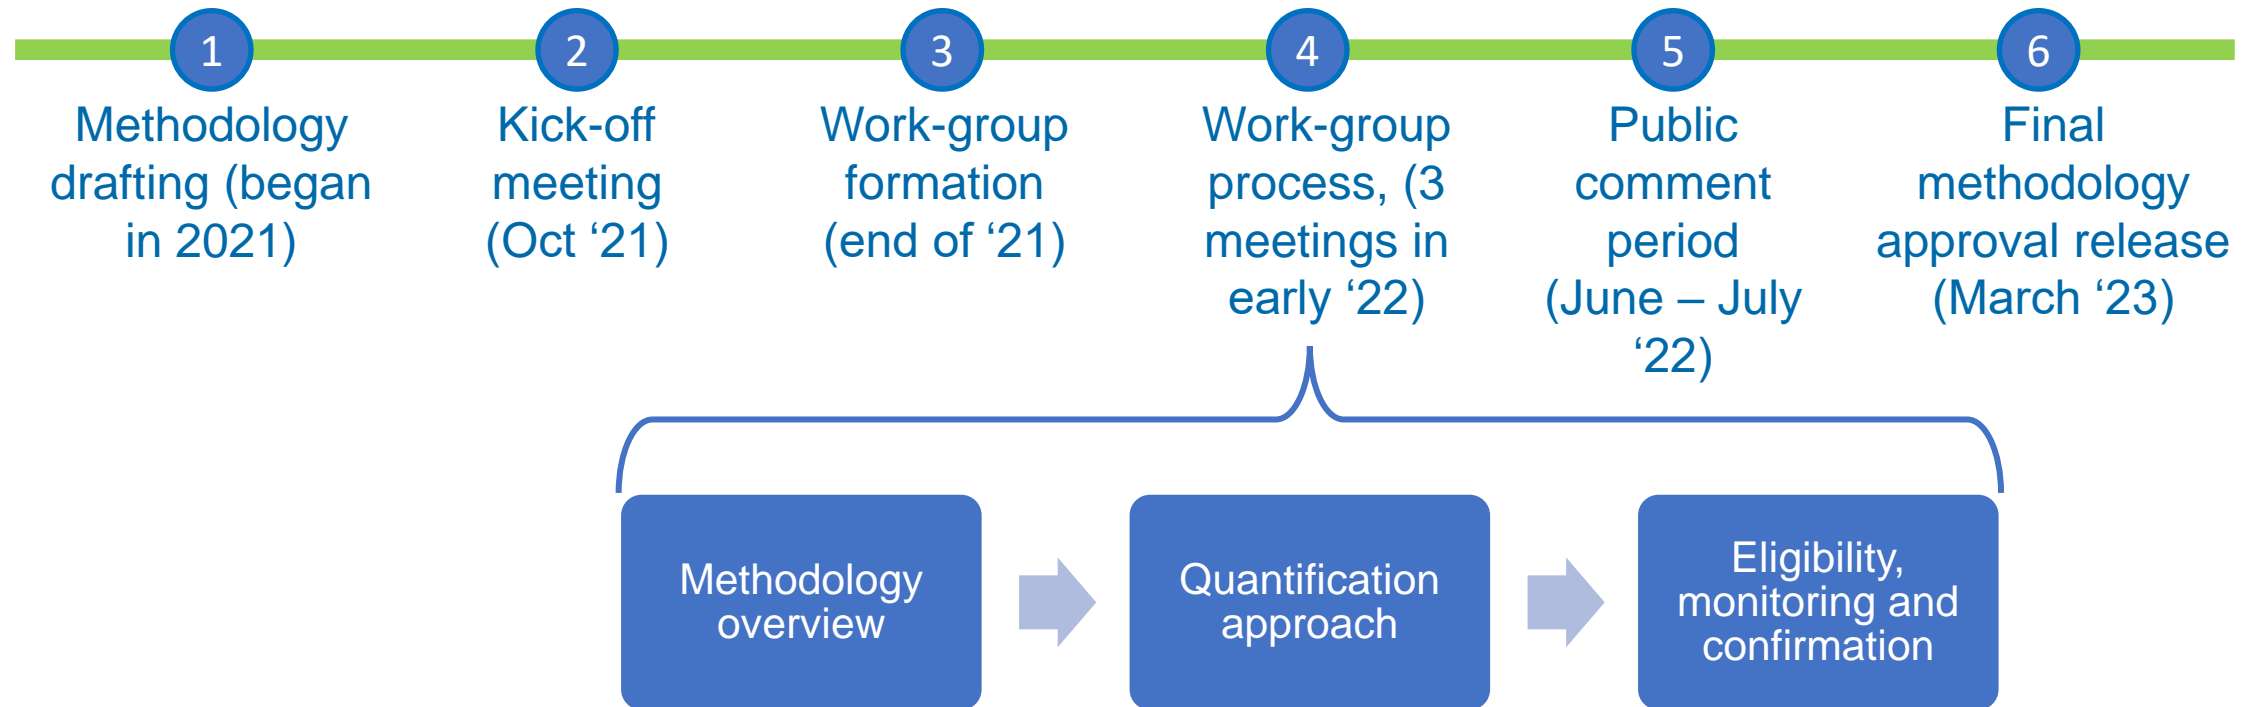 1
Methodology
drafting (began
in 2021)
2
Kick-off
meeting
(Oct ‘21)
3
Work-group
formation
(end of ‘21)
4
Work-group
process, (3
meetings in
early ‘22)
5
Public
comment
period
(June – July
‘22)
6
Final
methodology
approval release
(March ‘23)
Methodology
overview
Quantification
approach
Eligibility,
monitoring and
confirmation